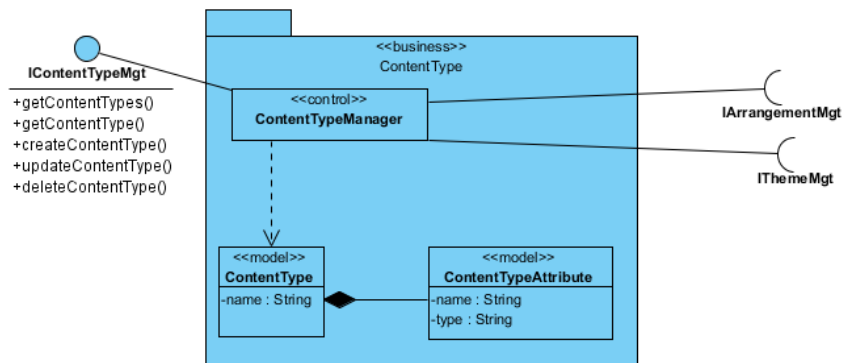 <<business>>
ContentType
IContentTypeMgt
+getContentTypes()
+getType()
+createContentType()
+updateContentType()
+deleteContentType()
<<control>>
ContentTypeManager
IArrangementMgt
IThemeMgt
<<model>>
ContentType
-name : String
<<model>>
ContentTypeAttribute
-name : String
-type : String